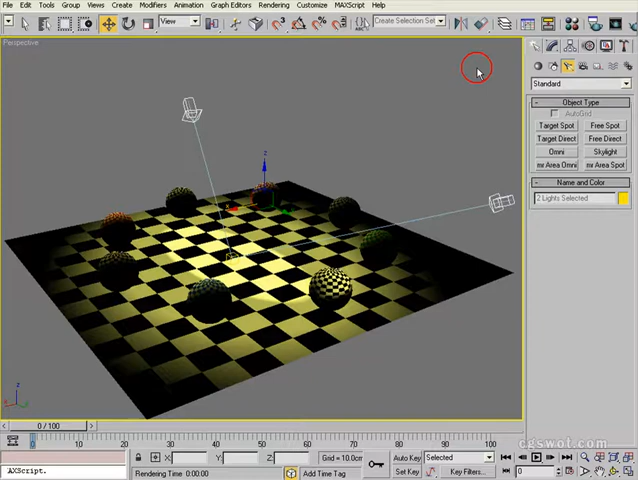 File Edit Tools Group Views Create Modifiers Animation Graph Editors Rendering Customize MAXScript Help
View
Create Selection Set
Perspective
Standard
Object Type
AutoGrid
Target Spot Free Spot
Target Direct Free Direct
Omni Skylight
mr Area Omni mr Area Spot
Name and Color
2 Lights Selected
z
x
z
x
0 / 100
0 10 20 30 40 50 60 70 80 90 100
cgswot.com
X: Y: Z: Grid = 10.0cm Auto Key Selected
AXScript. Rendering Time 0:00:00 Add Time Tag Set Key Key Filters... 0